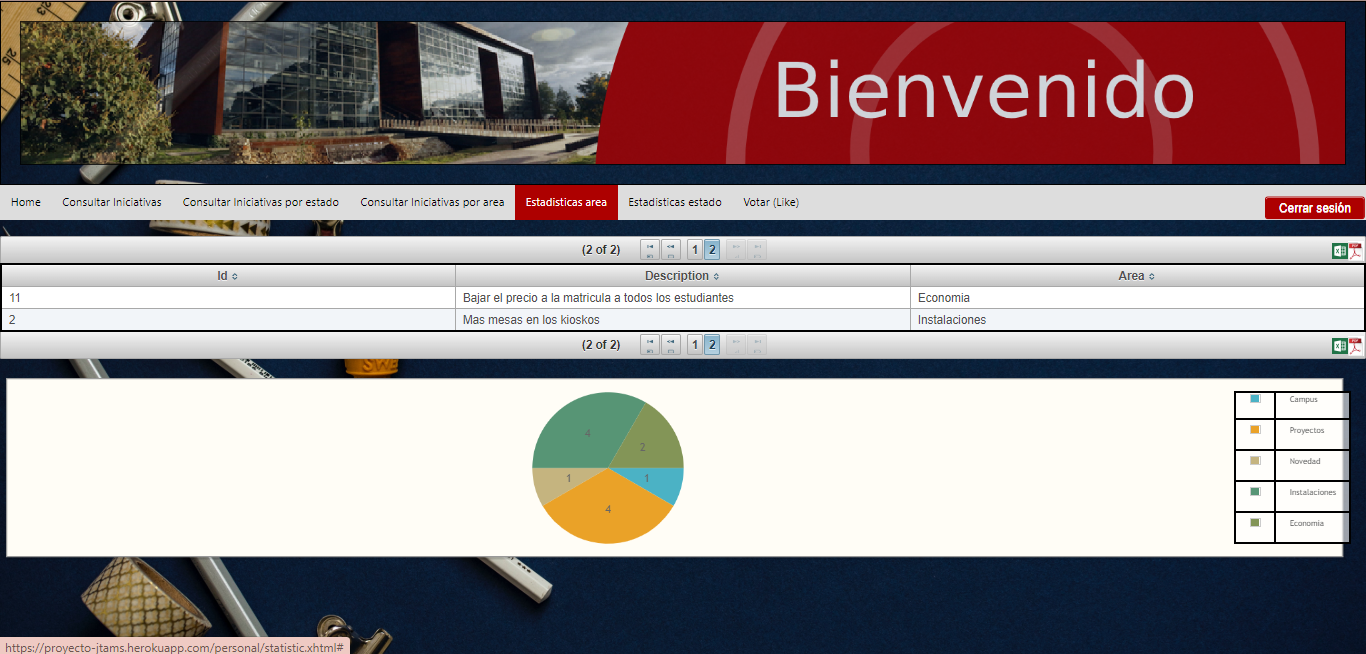 Bienvenido
Home Consultar Iniciativas Consultar Iniciativas por estado Consultar Iniciativas por area Estadisticas area Estadisticas estado Votar (Like)
Cerrar sesión
(2 of 2) 1 2
Id Description Area
11 Bajar el precio a la matricula a todos los estudiantes Economia
2 Mas mesas en los kioskos Instalaciones
(2 of 2) 1 2
SWE
4
2
1
1
4
Campus
Proyectos
Novedad
Instalaciones
Economia
https://proyecto-jtams.herokuapp.com/personal/statistic.xhtml#